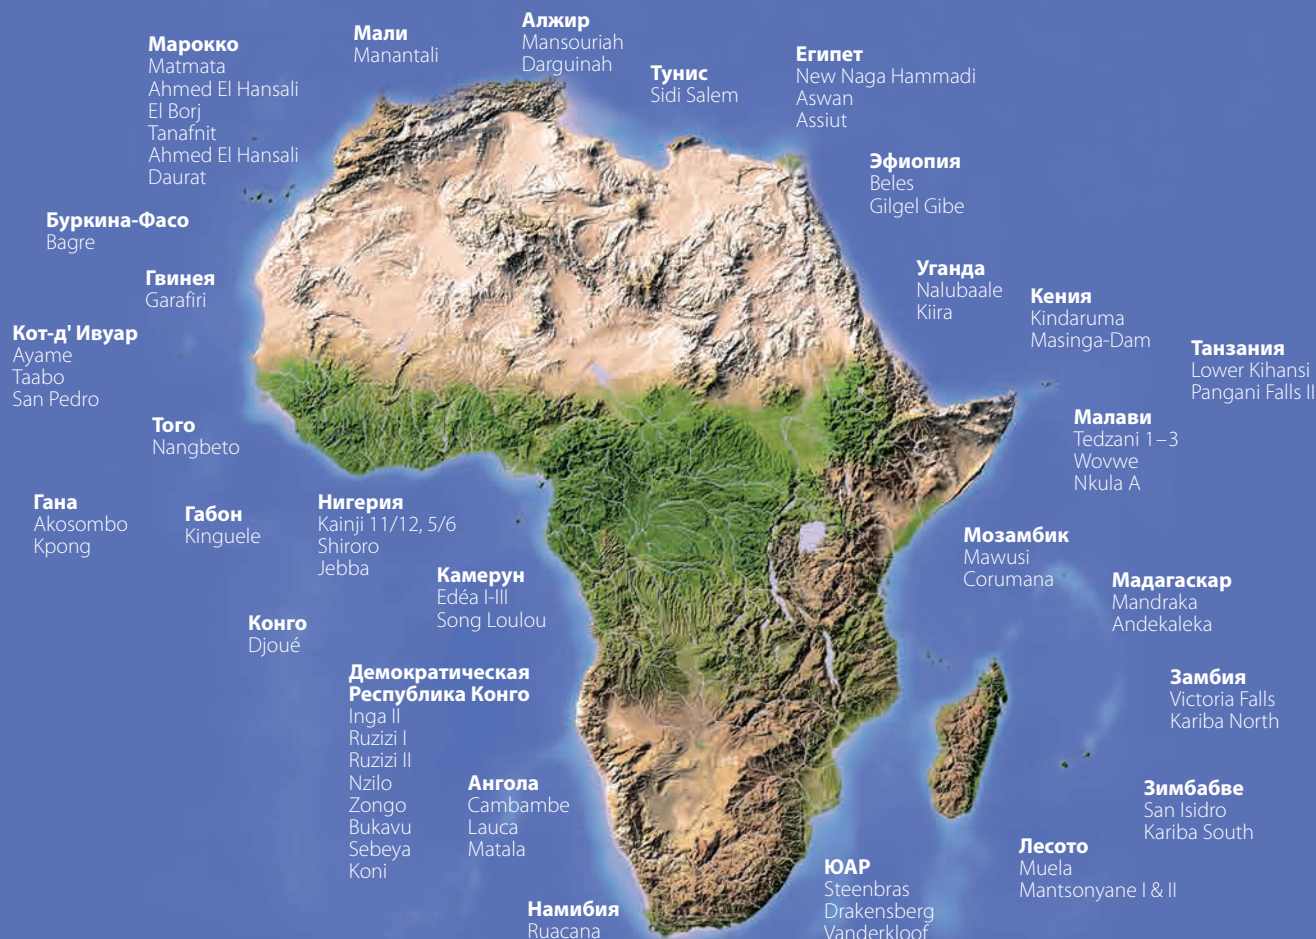 Марокко
Matmata
Ahmed El Hansali
El Borj
Tanafnit
Ahmed El Hansali
Daurat
Мали
Manantali
Алжир
Mansouriah
Darguinah
Тунис
Sidi Salem
Египет
New Naga Hammadi
Aswan
Assiut
Эфиопия
Beles
Gilgel Gibe
Буркина-Фасо
Bagre
Гвинея
Garafiri
Уганда
Nalubaale
Kiira
Кения
Kindaruma
Masinga-Dam
Кот-д' Ивуар
Ayame
Taabo
San Pedro
Танзания
Lower Kihansi
Pangani Falls II
Того
Nangbeto
Малави
Tedzani 1–3
Wovwe
Nkula A
Гана
Akosombo
Kpong
Габон
Kinguele
Нигерия
Kainji 11/12, 5/6
Shiroro
Jebba
Камерун
Edéa I-III
Song Loulou
Мозамбик
Mawusi
Corumana
Мадагаскар
Mandraka
Andekaleka
Конго
Djoué
Демократическая
Республика Конго
Inga II
Ruzizi I
Ruzizi II
Nzilo
Zongo
Bukavu
Sebeya
Koni
Замбия
Victoria Falls
Kariba North
Ангола
Cambambe
Lauca
Matala
Зимбабве
San Isidro
Kariba South
Лесото
Muela
Mantsonyane I & II
ЮАР
Steenbras
Drakensberg
Vanderkloof
Намибия
Ruacana